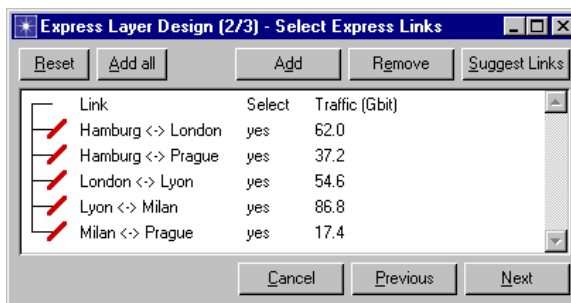 Express Layer Design (2/3) - Select Express Links
Reset Add all Add Remove Suggest Links
Link Select Traffic (Gbit)
Hamburg <-> London yes 62.0
Hamburg <-> Prague yes 37.2
London <-> Lyon yes 54.6
Lyon <-> Milan yes 86.8
Milan <-> Prague yes 17.4
Cancel Previous Next